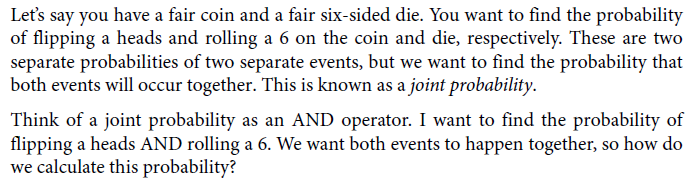 Let’s say you have a fair coin and a fair six-sided die. You want to find the probability
of flipping a heads and rolling a 6 on the coin and die, respectively. These are two
separate probabilities of two separate events, but we want to find the probability that
both events will occur together. This is known as a joint probability.
Think of a joint probability as an AND operator. I want to find the probability of
flipping a heads AND rolling a 6. We want both events to happen together, so how do
we calculate this probability?